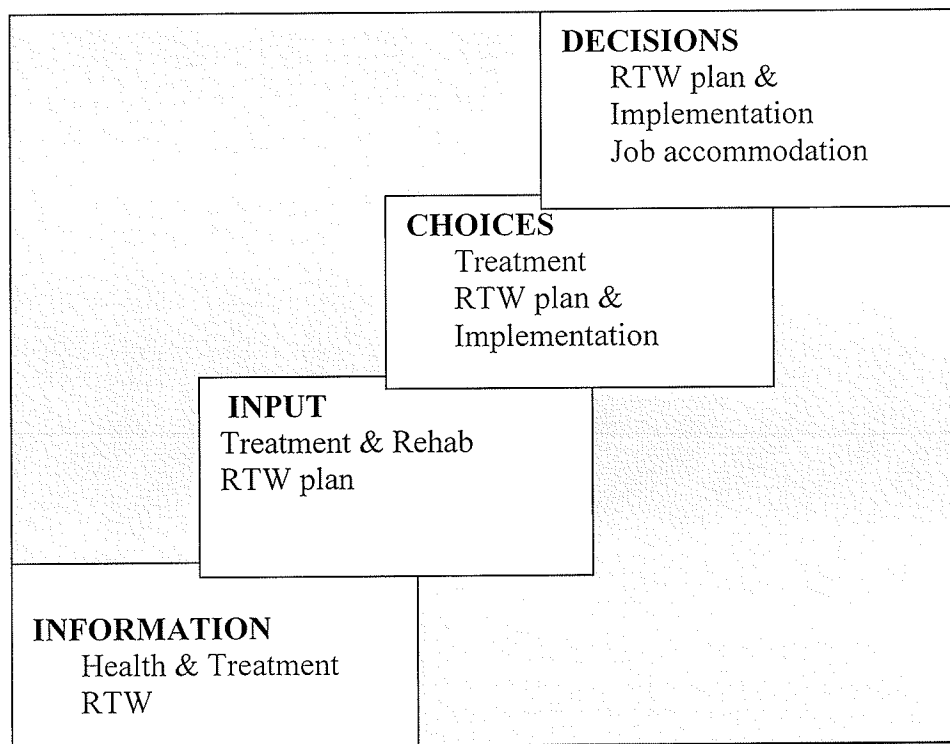 DECISIONS
RTW plan &
Implementation
Job accommodation
CHOICES
Treatment
RTW plan &
Implementation
INPUT
Treatment & Rehab
RTW plan
INFORMATION
Health & Treatment
RTW